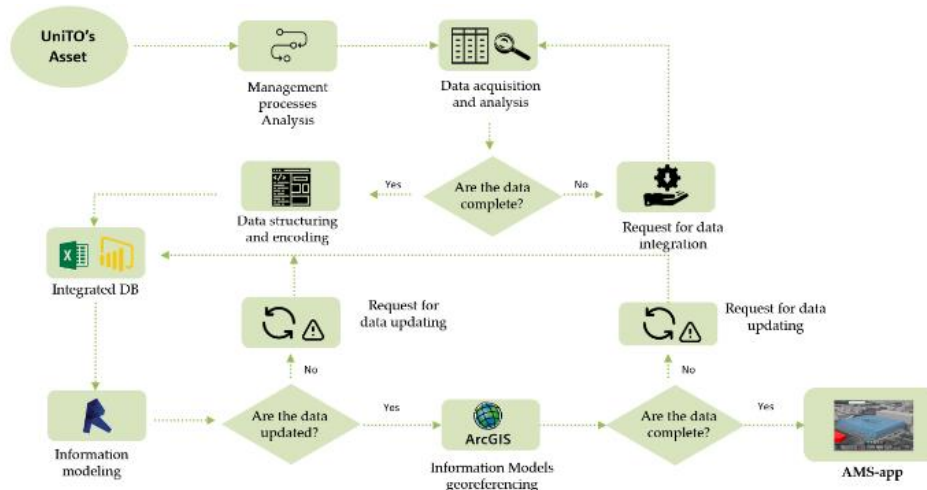 UniTO's
Asset
Management
processes
Analysis
Data acquisition
and analysis
Are the data
complete?
Yes
No
Data structuring
and encoding
Request for data
integration
Integrated DB
Request for
data updating
Request for data
updating
No
No
Information
modeling
Are the data
updated?
Yes
ArcGIS
Information Models
georeferencing
Are the data
complete?
Yes
AMS-app